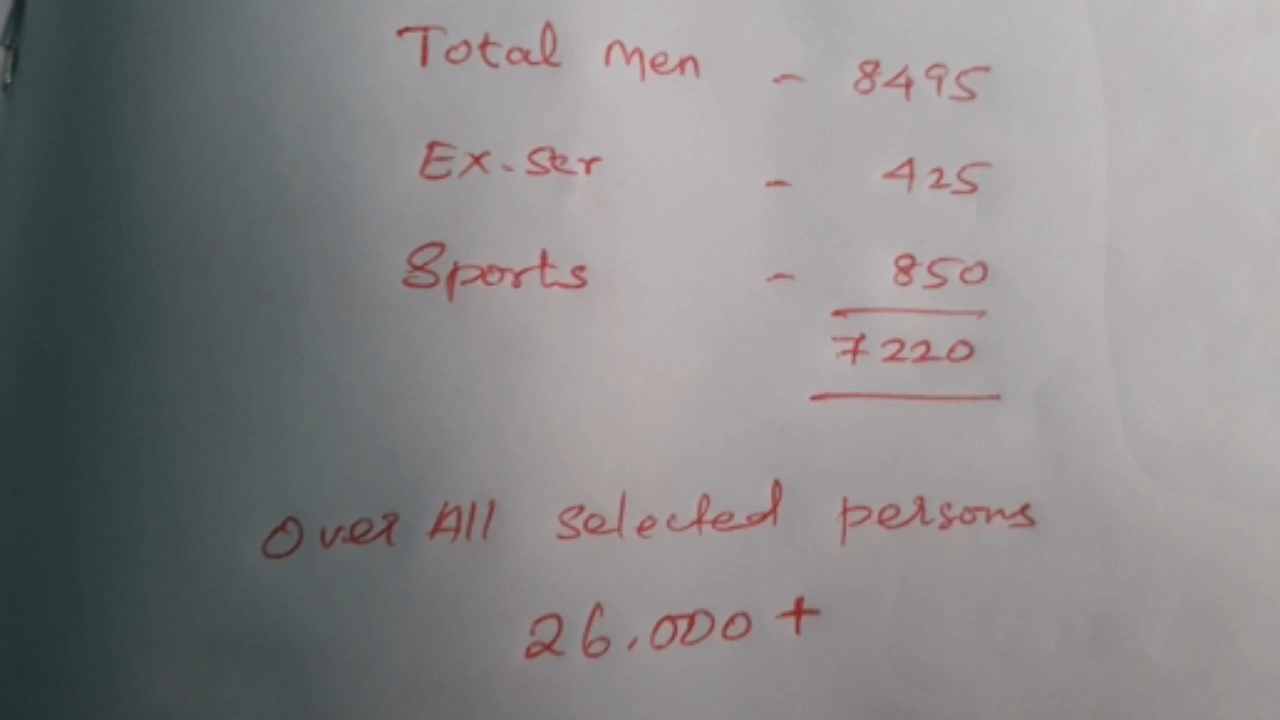 Total Men - 8495
Ex. Ser - 425
Sports - 850
7220
Over All selected persons
26,000 +